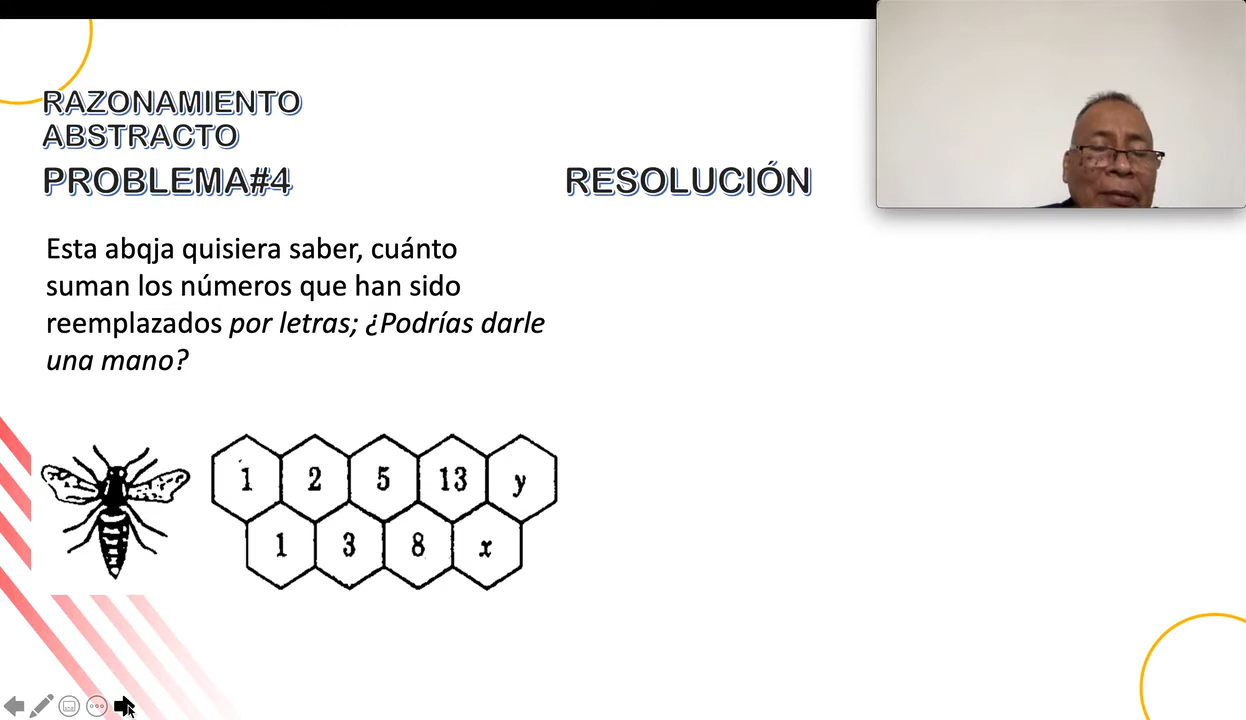 RAZONAMIENTO
ABSTRACTO
PROBLEMA#4
RESOLUCIÓN
Esta abqja quisiera saber, cuánto
suman los números que han sido
reemplazados por letras; ¿Podrías darle
una mano?
1 2 5 13 y
1 3 8 x